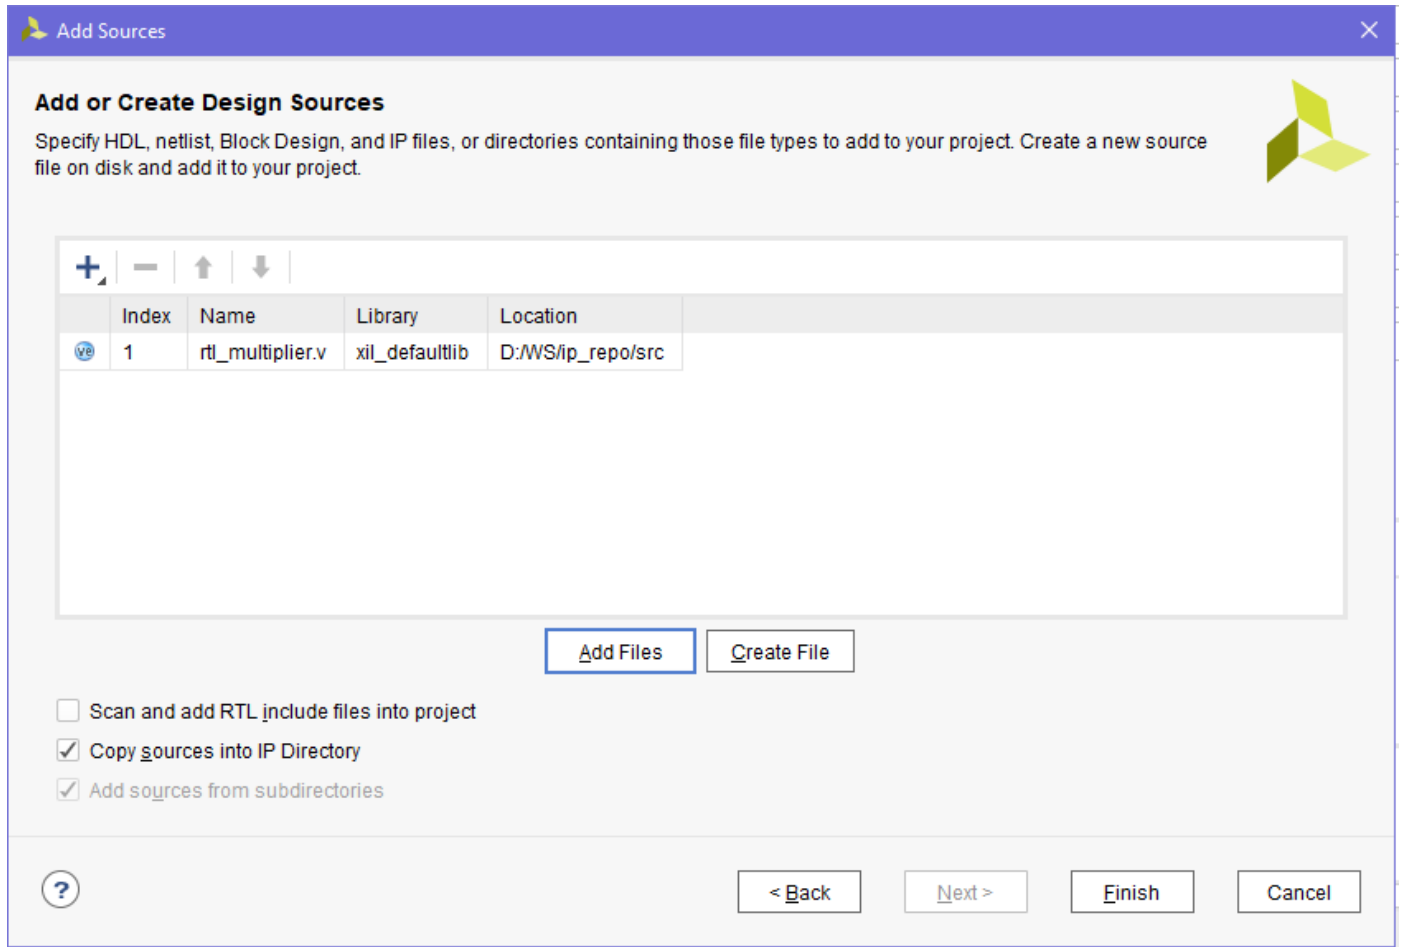 Add Sources
Add or Create Design Sources
Specify HDL, netlist, Block Design, and IP files, or directories containing those file types to add to your project. Create a new source
file on disk and add it to your project.
Index Name Library Location
1 rtl_multiplier.v xil_defaultlib D:/WS/ip_repo/src
Add Files Create File
Scan and add RTL include files into project
Copy sources into IP Directory
Add sources from subdirectories
? < Back Next > Finish Cancel